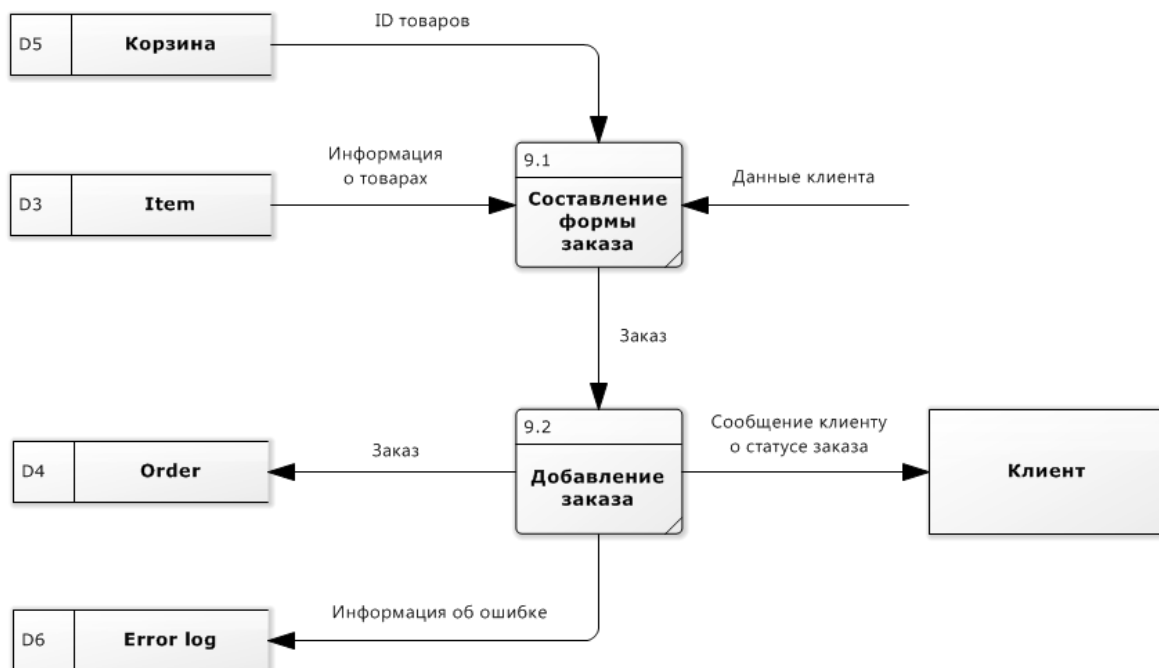 ID товаров
D5
Корзина
Информация
о товарах
D3
Item
9.1
Составление
формы
заказа
Данные клиента
Заказ
9.2
Добавление
заказа
Заказ
D4
Order
Сообщение клиенту
о статусе заказа
Клиент
Информация об ошибке
D6
Error log